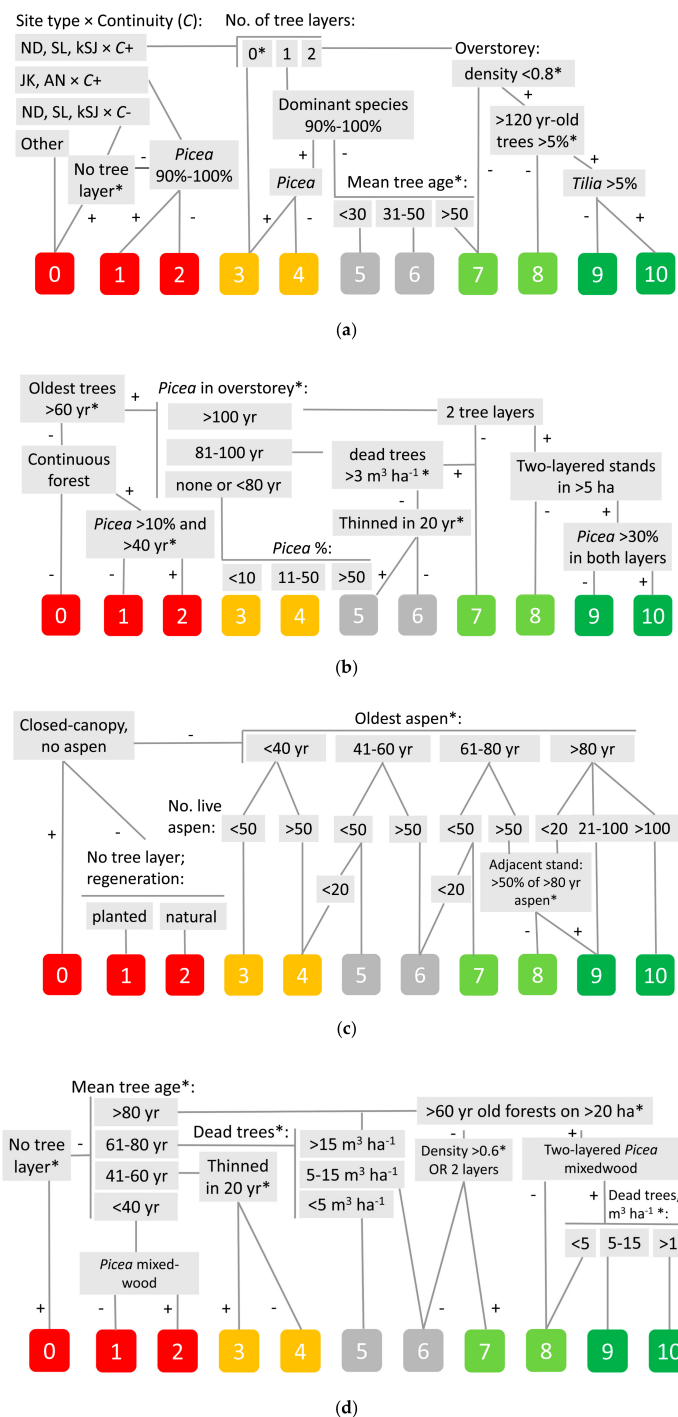 Site type × Continuity (C):
No. of tree layers:
ND, SL, kSJ × C+
0* 1 2
Overstorey:
density <0.8*
JK, AN × C+
+
ND, SL, kSJ × C-
Dominant species
90%-100%
>120 yr-old
trees >5%*
Other
Picea
90%-100%
-
No tree
layer*
+ -
+
Picea
Mean tree age*:
- -
Tilia >5%
<30 31-50 >50
+ + - + - - +
0 1 2 3 4 5 6 7 8 9 10
(a)
Oldest trees
>60 yr*
+
Picea in overstorey*:
>100 yr
2 tree layers
-
Continuous
forest
81-100 yr
dead trees
>3 m³ ha⁻¹ *
+
- +
Two-layered stands
in >5 ha
none or <80 yr
+
-
Thinned in 20 yr*
Picea >10% and
>40 yr*
- +
Picea >30%
in both layers
Picea %:
<10 11-50 >50
- - + + - - +
0 1 2 3 4 5 6 7 8 9 10
(b)
Closed-canopy,
no aspen
-
Oldest aspen*:
<40 yr 41-60 yr 61-80 yr >80 yr
+
-
No. live
aspen:
<50 >50 <50 >50 <50 >50 <20 21-100 >100
No tree layer;
regeneration:
<20 <20
Adjacent stand:
>50% of >80 yr
aspen*
planted natural
- +
0 1 2 3 4 5 6 7 8 9 10
(c)
Mean tree age*:
>80 yr
>60 yr old forests on >20 ha*
No tree
layer*
-
61-80 yr
Dead trees*:
>15 m³ ha⁻¹
- +
Density >0.6*
OR 2 layers
Two-layered Picea
mixedwood
41-60 yr
Thinned
in 20 yr*
5-15 m³ ha⁻¹
<40 yr
<5 m³ ha⁻¹
- +
Dead trees,
m³ ha⁻¹ *:
Picea mixed-
wood
<5 5-15 >1
+ - + + - - +
0 1 2 3 4 5 6 7 8 9 10
(d)